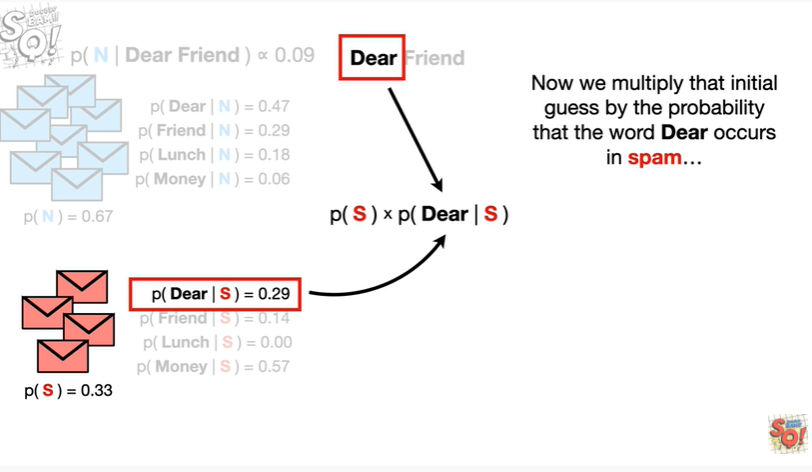 p( N | Dear Friend ) ∝ 0.09
Dear Friend
p( Dear | N ) = 0.47
p( Friend | N ) = 0.29
p( Lunch | N ) = 0.18
p( Money | N ) = 0.06
p( N ) = 0.67
Now we multiply that initial
guess by the probability
that the word Dear occurs
in spam…
p( S ) x p( Dear | S )
p( Dear | S ) = 0.29
p( Friend | S ) = 0.14
p( Lunch | S ) = 0.00
p( Money | S ) = 0.57
p( S ) = 0.33
SQ!